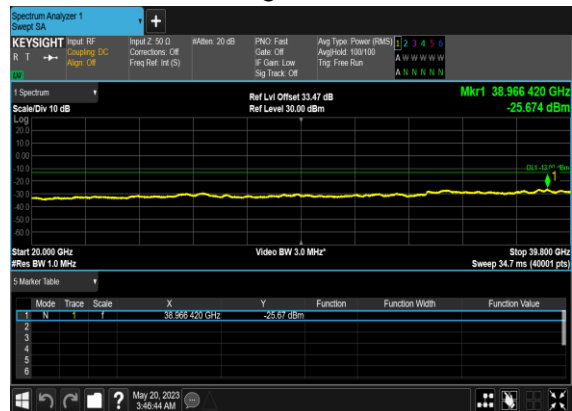 Spectrum Analyzer 1
Swept SA
+
KEYSIGHT Input: RF Input Z: 50 Ω #Atten: 20 dB PNO: Fast Avg Type: Power (RMS) 1 2 3 4 5 6
R T Coupling: DC Corrections: Off Gate: Off Avg|Hold: 100/100 A W W W W W
Align: Off Freq Ref: Int (S) IF Gain: Low Trig: Free Run
LW Sig Track: Off A N N N N N
1 Spectrum Ref Lvl Offset 33.47 dB Mkr1 38.966 420 GHz
Scale/Div 10 dB Ref Level 30.00 dBm -25.674 dBm
Log
20.0
10.0
0.00
-10.0
DL1 -13.00 dBm
1
-20.0
-30.0
-40.0
-50.0
-60.0
Start 20.000 GHz Video BW 3.0 MHz* Stop 39.800 GHz
#Res BW 1.0 MHz Sweep 34.7 ms (40001 pts)
5 Marker Table
Mode Trace Scale X Y Function Function Width Function Value
1 N 1 f 38.966 420 GHz -25.67 dBm
2
3
4
5
6
? May 20, 2023
3:46:44 AM